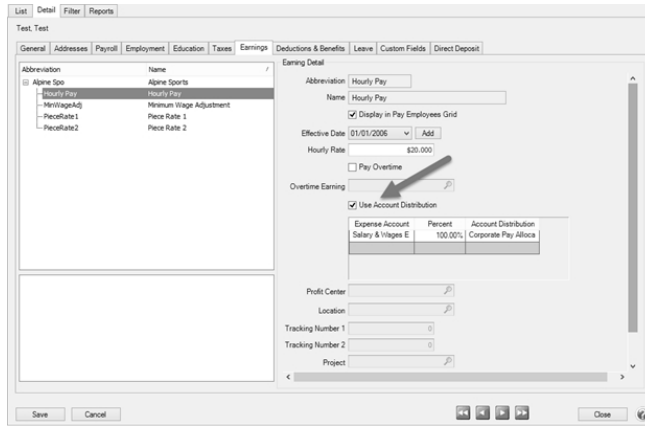 List Detail Filter Reports
Test, Test
General Addresses Payroll Employment Education Taxes Earnings Deductions & Benefits Leave Custom Fields Direct Deposit
Abbreviation Name
Alpine Spo Alpine Sports
Hourly Pay Hourly Pay
MinWageAdj Minimum Wage Adjustment
PieceRate1 Piece Rate 1
PieceRate2 Piece Rate 2
Earning Detail
Abbreviation Hourly Pay
Name Hourly Pay
Display in Pay Employees Grid
Effective Date 01/01/2006 Add
Hourly Rate $20.000
Pay Overtime
Overtime Earning
Use Account Distribution
Expense Account Percent Account Distribution
Salary & Wages E 100.00% Corporate Pay Alloca
Profit Center
Location
Tracking Number 1 0
Tracking Number 2 0
Project
Save Cancel Close